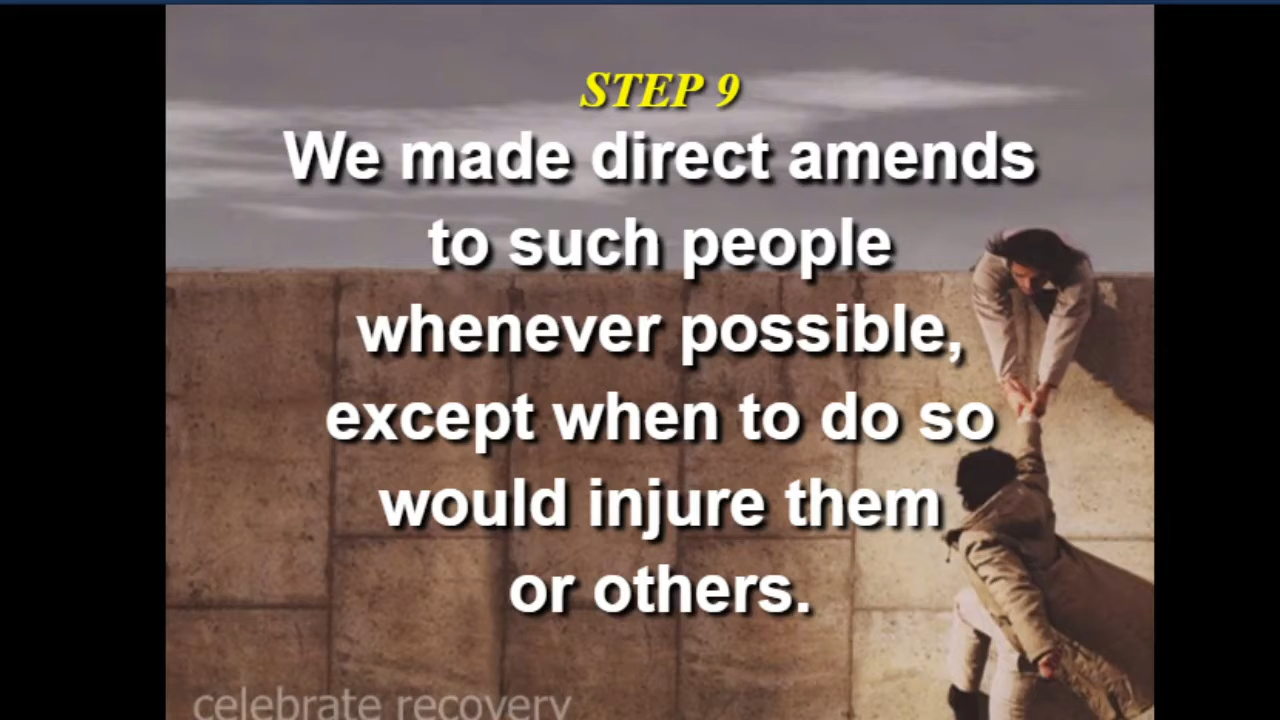 STEP 9
We made direct amends
to such people
whenever possible,
except when to do so
would injure them
or others.
celebrate recovery